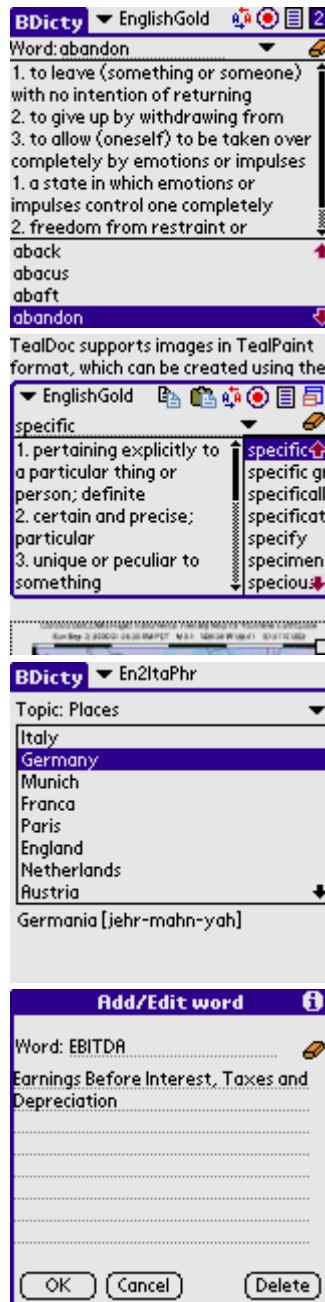 BDicty EnglishGold 2
Word: abandon
1. to leave (something or someone)
with no intention of returning
2. to give up by withdrawing from
3. to allow (oneself) to be taken over
completely by emotions or impulses
1. a state in which emotions or
impulses control one completely
2. freedom from restraint or
aback
abacus
abaft
abandon
TealDoc supports images in TealPaint
format, which can be created using the
EnglishGold
specific
1. pertaining explicitly to
a particular thing or
person; definite
2. certain and precise;
particular
3. unique or peculiar to
something
specific
specific gr
specificall
specificat
specify
specimen
specious
BDicty En2ItaPhr
Topic: Places
Italy
Germany
Munich
Franca
Paris
England
Netherlands
Austria
Germania [jehr-mahn-yah]
Add/Edit word
Word: EBITDA
Earnings Before Interest, Taxes and
Depreciation
OK Cancel Delete